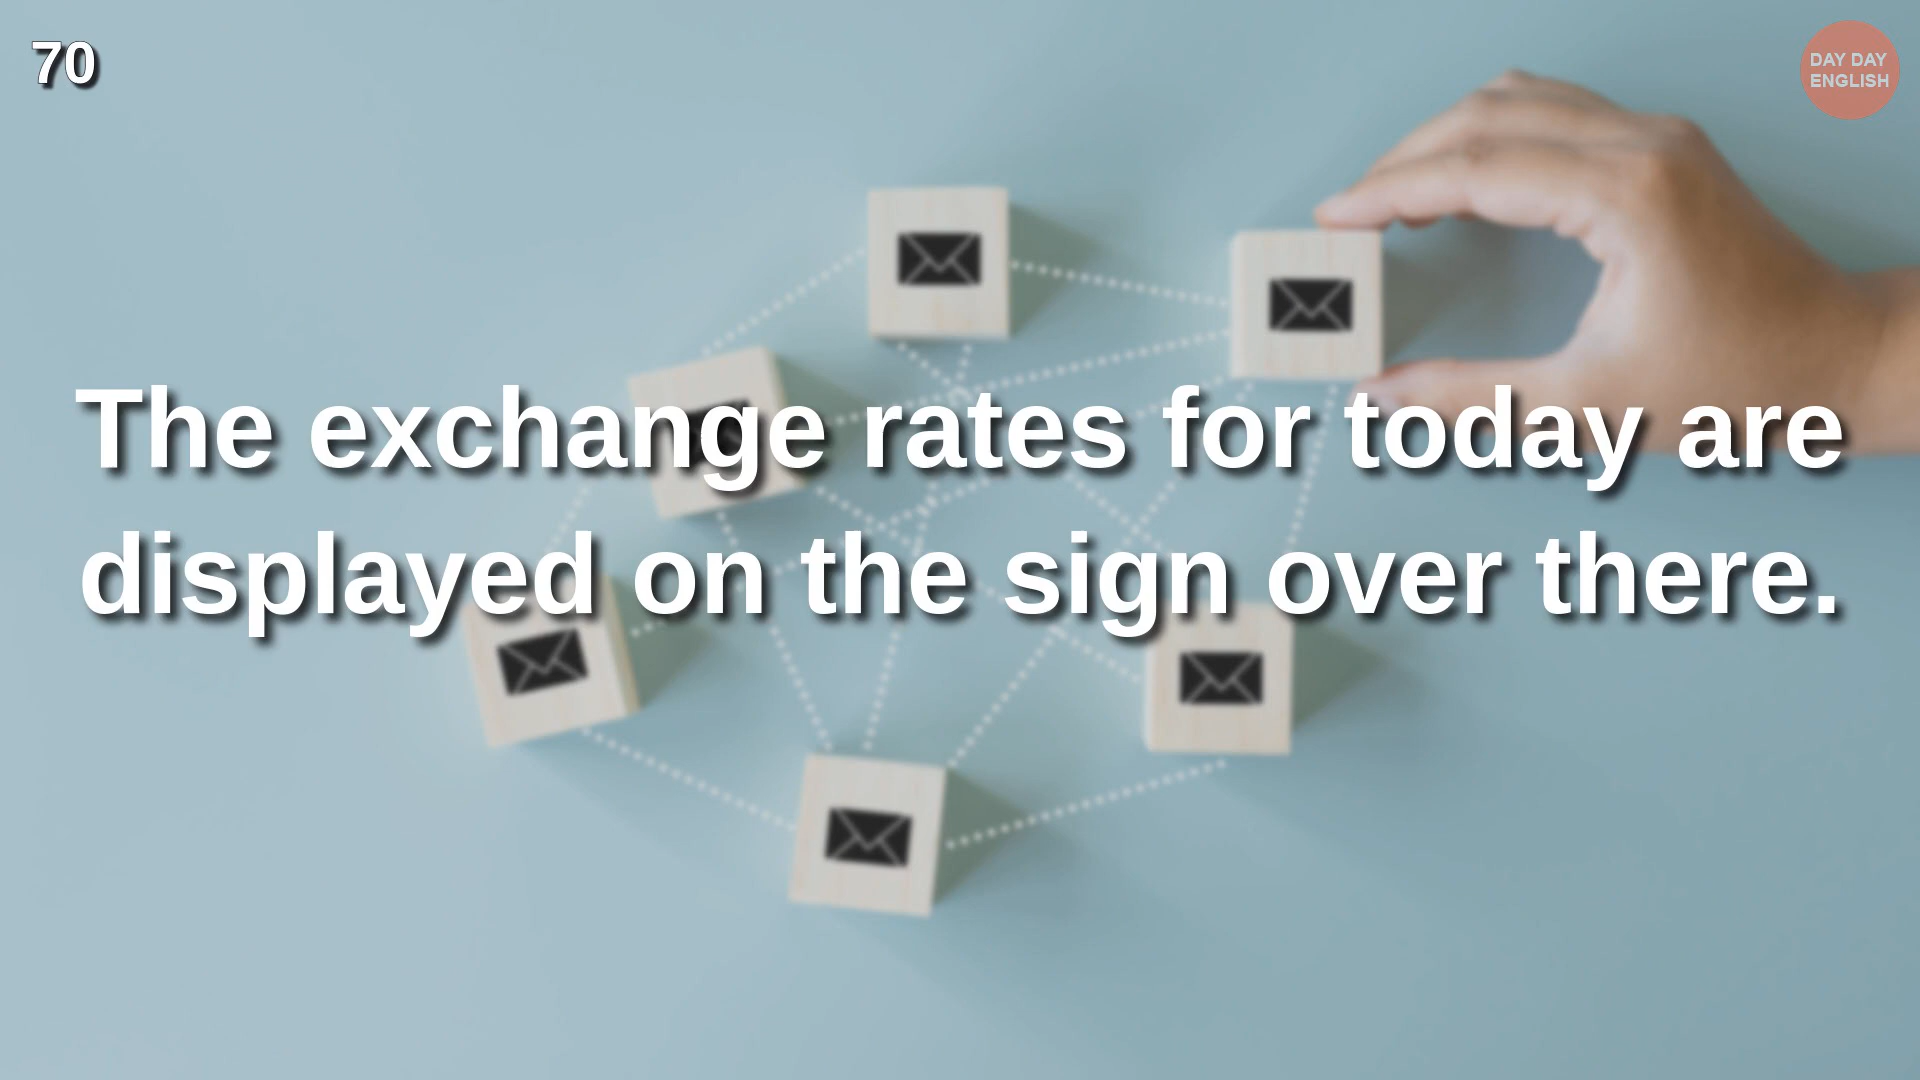 70
DAY DAY
ENGLISH
The exchange rates for today are
displayed on the sign over there.